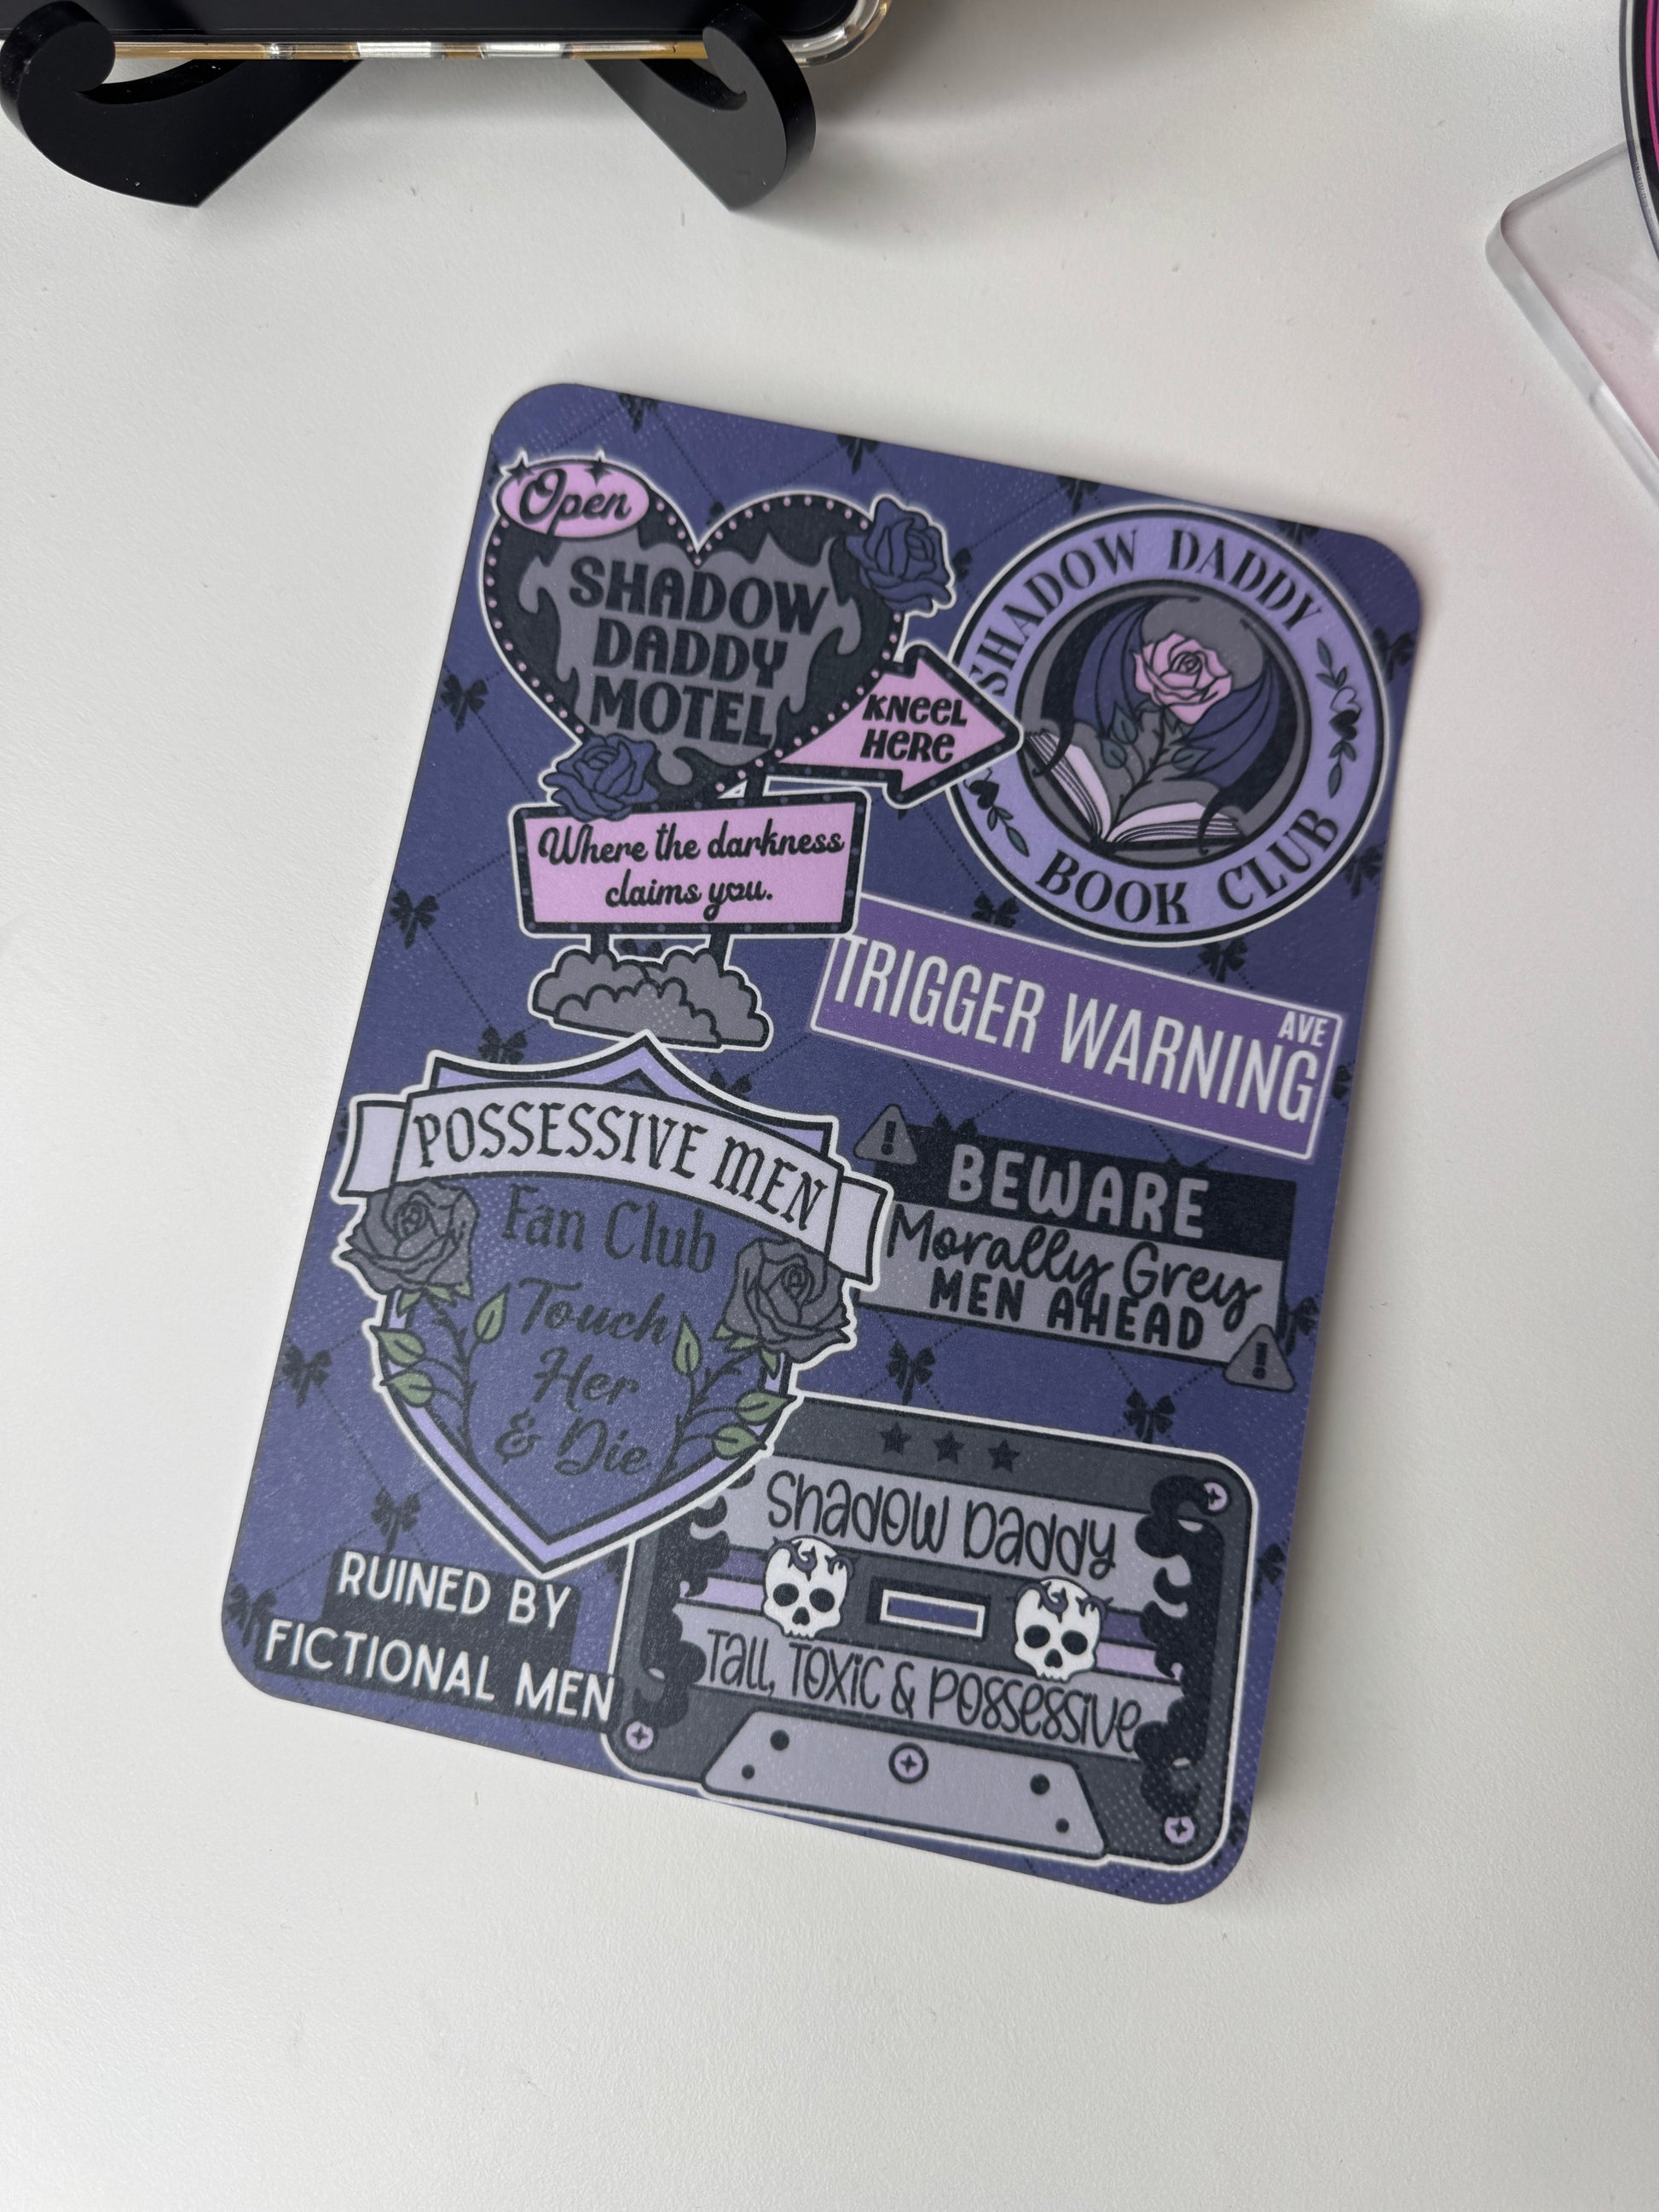 Open
SHADOW
DADDY
MOTEL
KNEEL
HERE
Where the darkness
claims you.
SHADOW DADDY
BOOK CLUB
TRIGGER WARNING AVE
POSSESSIVE MEN
Fan Club
Touch
Her
& Die
BEWARE
Morally Grey
MEN AHEAD
Shadow Daddy
Tall, Toxic & Possessive
RUINED BY
FICTIONAL MEN